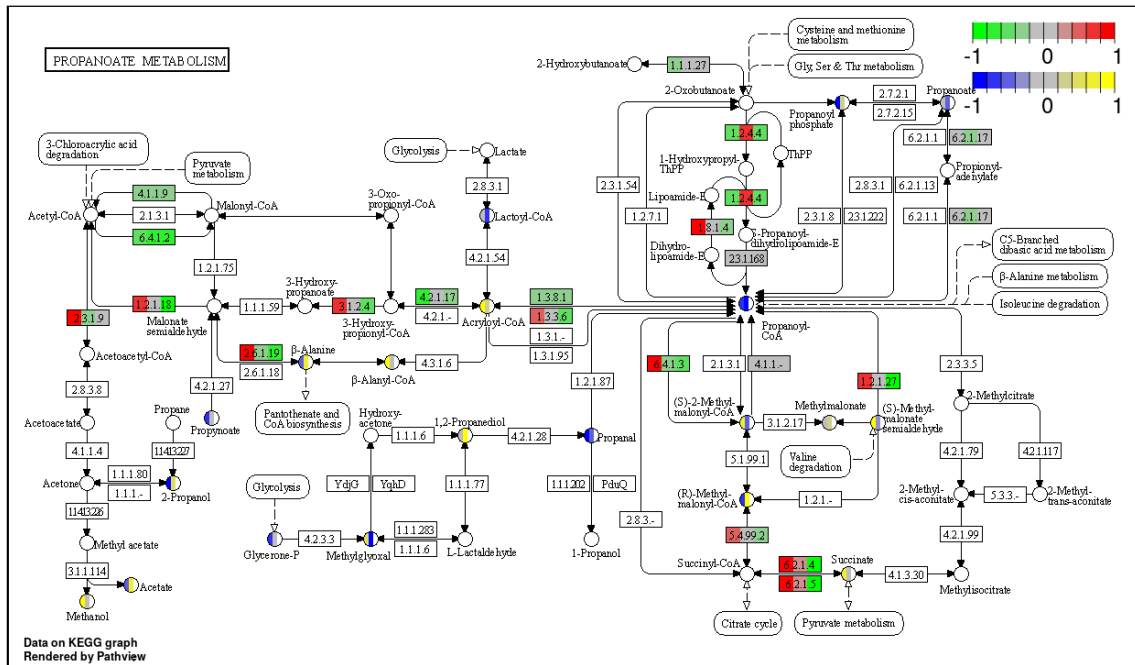 PROPANOATE METABOLISM
Cysteine and methionine
metabolism
Gly, Ser & Thr metabolism
-1 0 1
-1 0 1
2-Hydroxybutanoate
1.1.1.27
2-Oxobutanoate
Propanoyl
phosphate
2.7.2.1
2.7.2.15
Propanoate
3-Chloroacrylic acid
degradation
Pyruvate
metabolism
Glycolysis
Lactate
1.2.4.4
ThPP
1-Hydroxypropyl-
ThPP
6.2.1.1
6.2.1.17
Propionyl-
adenylate
4.1.1.9
2.1.3.1
6.4.1.2
Acetyl-CoA
Malonyl-CoA
3-Oxo-
propionyl-CoA
2.8.3.1
Lactoyl-CoA
2.3.1.54
1.2.7.1
Lipoamide-E
1.2.4.4
1.8.1.4
Dihydro-
lipoamide-E
S-Propanoyl-
dihydrolipoamide-E
2.3.1.168
2.3.1.8
2.3.1.222
2.8.3.1
6.2.1.13
6.2.1.1
6.2.1.17
C5-Branched
dibasic acid metabolism
β-Alanine metabolism
Isoleucine degradation
1.2.1.75
4.2.1.54
2.3.1.9
1.2.1.18
Malonate
semialdehyde
1.1.1.59
3-Hydroxy-
propanoate
3.1.2.4
3-Hydroxy-
propionyl-CoA
4.2.1.17
4.2.1.-
Acryloyl-CoA
1.3.8.1
1.3.3.6
1.3.1.-
1.3.1.95
Propanoyl-
CoA
Acetoacetyl-CoA
2.6.1.19
2.6.1.18
β-Alanine
β-Alanyl-CoA
4.3.1.6
2.8.3.8
4.2.1.27
Propynoate
Pantothenate and
CoA biosynthesis
1.2.1.87
6.4.1.3
2.1.3.1
4.1.1.-
1.2.1.27
2.3.3.5
Acetoacetate
Propane
4.1.1.4
1.14.13.227
Acetone
1.1.1.80
1.1.1.-
2-Propanol
Hydroxy-
acetone
1.1.1.6
1,2-Propanediol
4.2.1.28
Propanal
(S)-2-Methyl-
malonyl-CoA
3.1.2.17
Methylmalonate
(S)-Methyl-
malonate
semialdehyde
Valine
degradation
2-Methylcitrate
4.2.1.79
4.2.1.117
1.14.13.226
Glycolysis
YdjG
YqhD
1.1.1.77
1.1.1.202
PduQ
5.1.99.1
(R)-Methyl-
malonyl-CoA
1.2.1.-
2-Methyl-
cis-aconitate
5.3.3.-
2-Methyl-
trans-aconitate
Methyl acetate
Glycerone-P
4.2.3.3
Methylglyoxal
1.1.1.283
1.1.1.6
L-Lactaldehyde
1-Propanol
2.8.3.-
5.4.99.2
4.2.1.99
3.1.1.114
Acetate
Methanol
Succinyl-CoA
6.2.1.4
6.2.1.5
Succinate
4.1.3.30
Methylisocitrate
Citrate cycle
Pyruvate metabolism
Data on KEGG graph
Rendered by Pathview